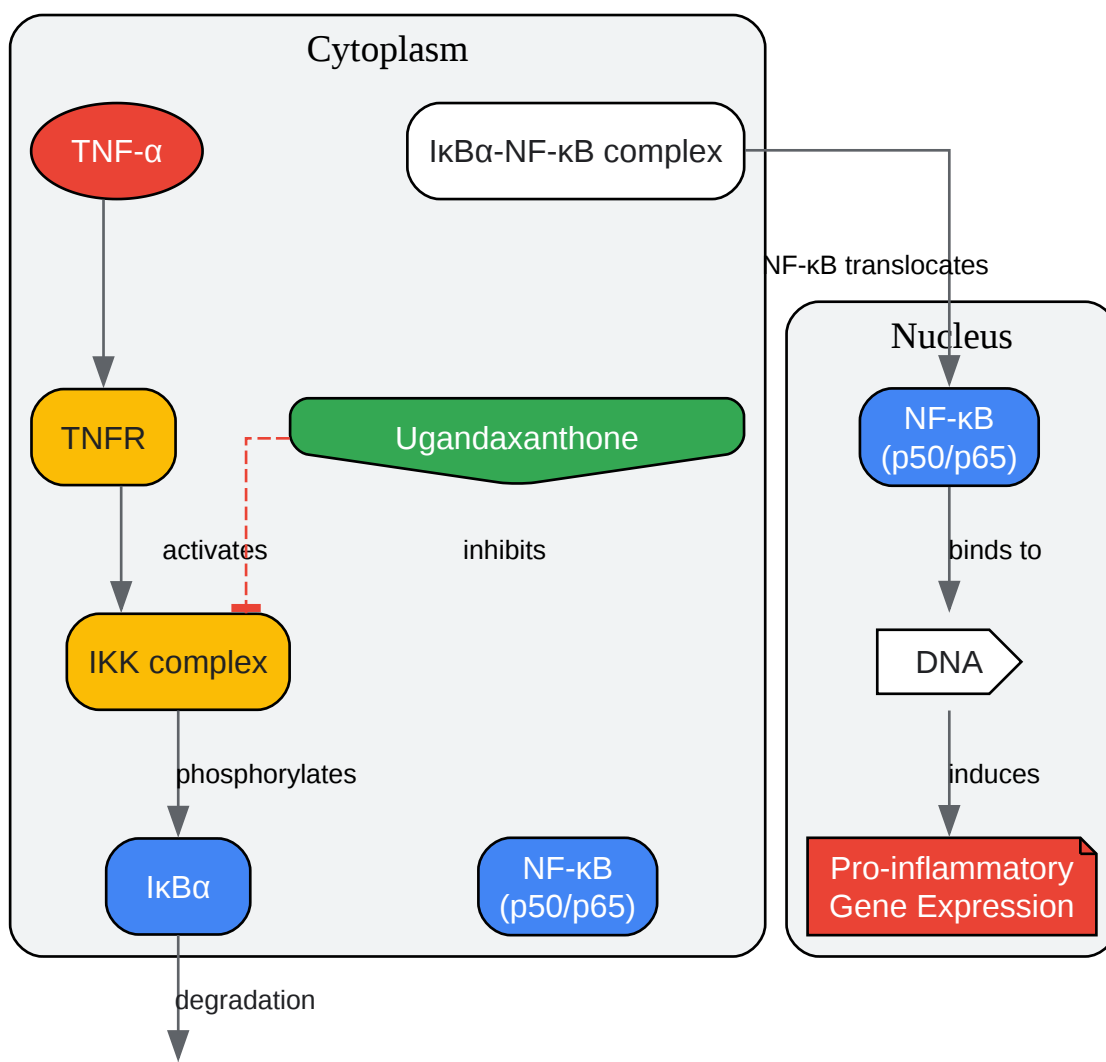 Cytoplasm
TNF-α
IκBα-NF-κB complex
NF-κB translocates
Nucleus
TNFR
Ugandaxanthone
NF-κB
(p50/p65)
activates
inhibits
binds to
IKK complex
DNA
phosphorylates
induces
IκBα
NF-κB
(p50/p65)
Pro-inflammatory
Gene Expression
degradation